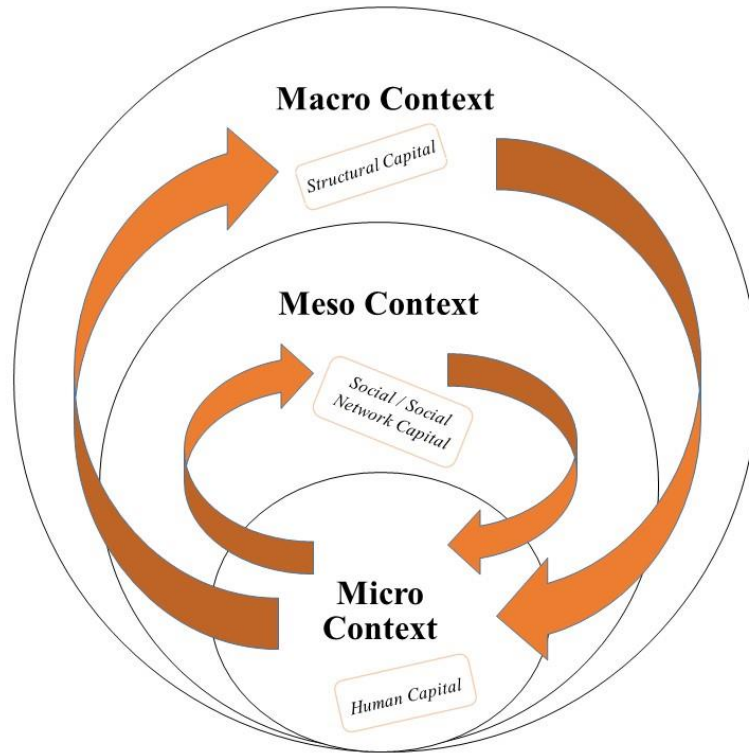 Macro Context
Structural Capital
Meso Context
Social / Social
Network Capital
Micro
Context
Human Capital